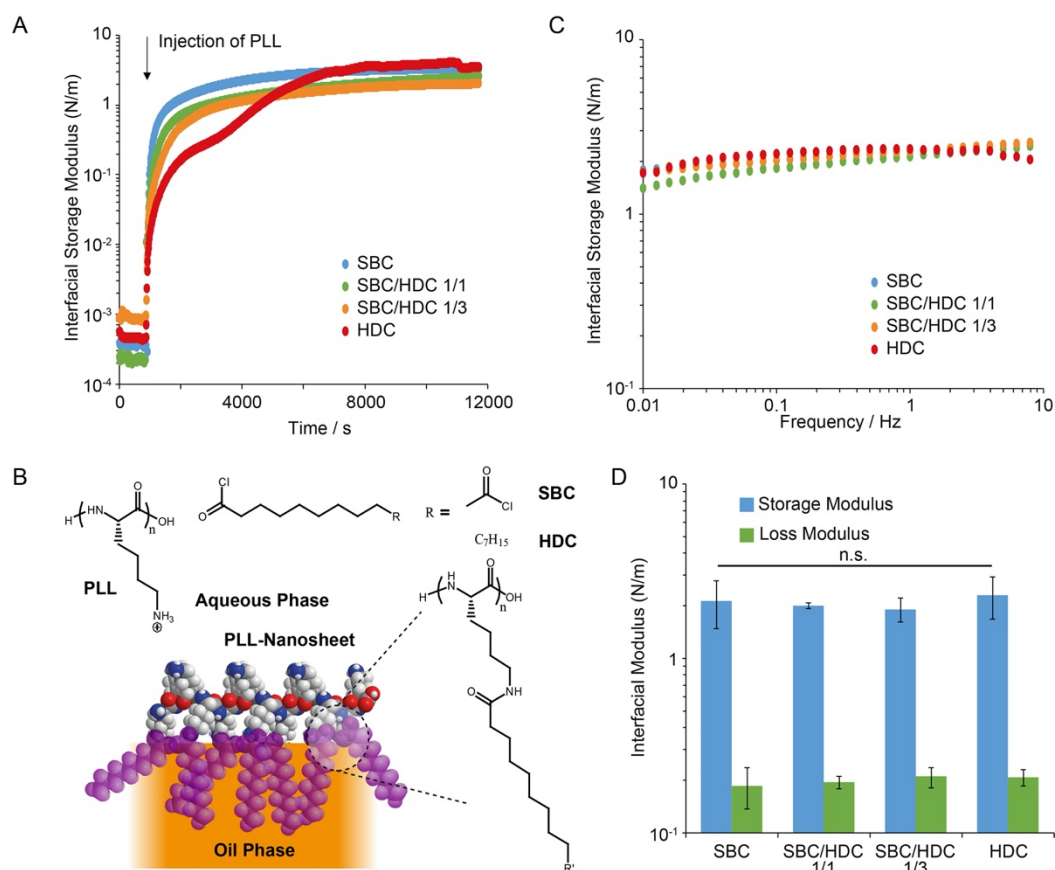 A
Injection of PLL
Interfacial Storage Modulus (N/m)
10
1
10-1
10-2
10-3
10-4
SBC
SBC/HDC 1/1
SBC/HDC 1/3
HDC
0
4000
8000
12000
Time / s
C
Interfacial Storage Modulus (N/m)
10
1
10-1
SBC
SBC/HDC 1/1
SBC/HDC 1/3
HDC
0.01
0.1
1
10
Frequency / Hz
B
H
HN
O
n
OH
PLL
NH3
⊕
Cl
O
R
R =
O
Cl
SBC
C7H15
HDC
Aqueous Phase
PLL-Nanosheet
Oil Phase
H
H
N
O
n
OH
O
NH
R'
D
Interfacial Modulus (N/m)
10
1
10-1
Storage Modulus
Loss Modulus
n.s.
SBC
SBC/HDC
1/1
SBC/HDC
1/3
HDC